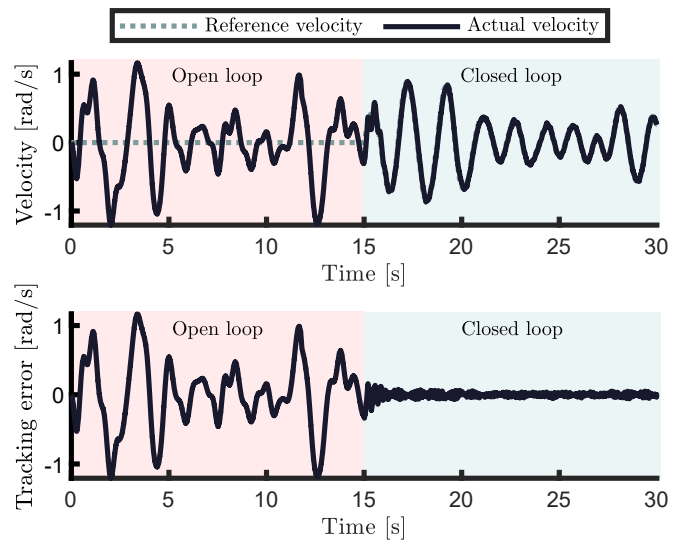 Reference velocity Actual velocity
Velocity [rad/s]
Open loop Closed loop
1
0
-1
0 5 10 15 20 25 30
Time [s]
Tracking error [rad/s]
Open loop Closed loop
1
0
-1
0 5 10 15 20 25 30
Time [s]